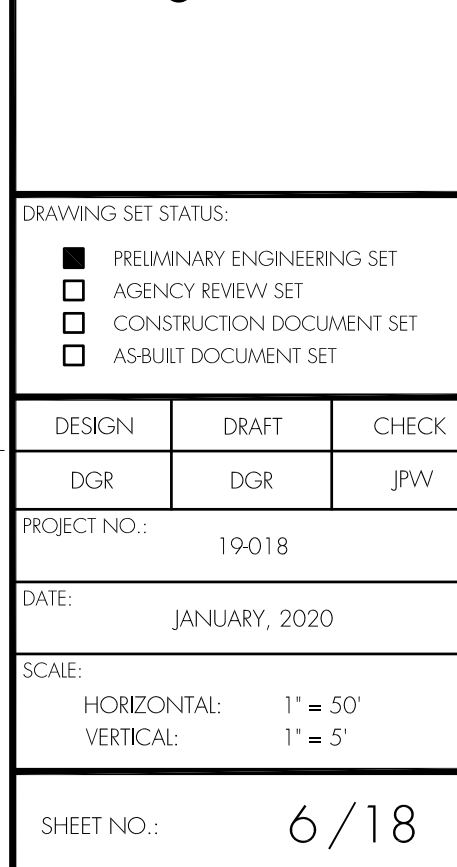 DRAWING SET STATUS:
PRELIMINARY ENGINEERING SET
AGENCY REVIEW SET
CONSTRUCTION DOCUMENT SET
AS-BUILT DOCUMENT SET
DESIGN DRAFT CHECK
DGR DGR JPW
PROJECT NO.:
19-018
DATE:
JANUARY, 2020
SCALE:
HORIZONTAL: 1" = 50'
VERTICAL: 1" = 5'
SHEET NO.: 6/18